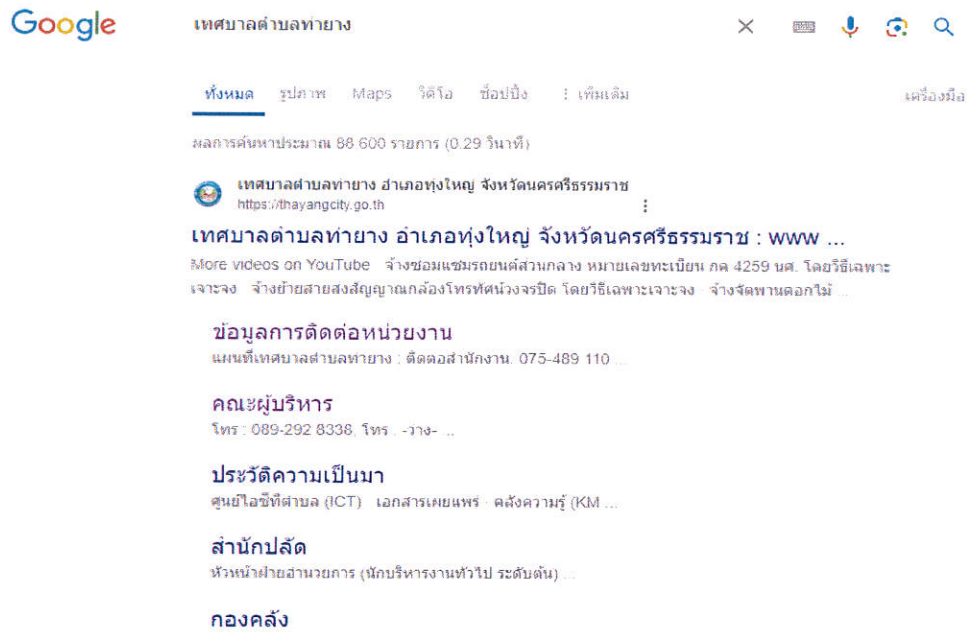 Google
เทศบาลตำบลท่ายาง
ทั้งหมด รูปภาพ Maps วิดีโอ ช็อปปิ้ง ⋮ เพิ่มเติม เครื่องมือ
ผลการค้นหาประมาณ 88 600 รายการ (0.29 วินาที)
เทศบาลตำบลท่ายาง อำเภอทุ่งใหญ่ จังหวัดนครศรีธรรมราช
https://thayangcity.go.th
เทศบาลตำบลท่ายาง อำเภอทุ่งใหญ่ จังหวัดนครศรีธรรมราช : www ...
More videos on YouTube จ้างซ่อมแซมรถยนต์ส่วนกลาง หมายเลขทะเบียน กค 4259 นศ. โดยวิธีเฉพาะ
เจาะจง จ้างย้ายสายส่งสัญญาณกล้องโทรทัศน์วงจรปิด โดยวิธีเฉพาะเจาะจง · จ้างจัดพานดอกไม้ ...
ข้อมูลการติดต่อหน่วยงาน
แผนที่เทศบาลตำบลท่ายาง : ติดต่อสำนักงาน. 075-489 110 ...
คณะผู้บริหาร
โทร : 089-292 8338, โทร . -ว่าง- ...
ประวัติความเป็นมา
ศูนย์ไอซีทีตำบล (ICT) เอกสารเผยแพร่ · คลังความรู้ (KM ...
สำนักปลัด
หัวหน้าฝ่ายอำนวยการ (นักบริหารงานทั่วไป ระดับต้น) ...
กองคลัง